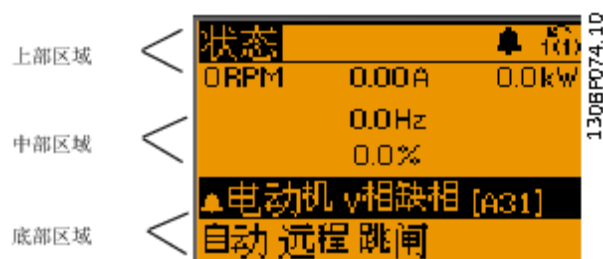 上部区域
状态
(1)
0RPM 0.00A 0.0kW
中部区域
0.0Hz
0.0%
电动机 v相缺相 [A31]
底部区域
自动 远程 跳闸
130BP074.10